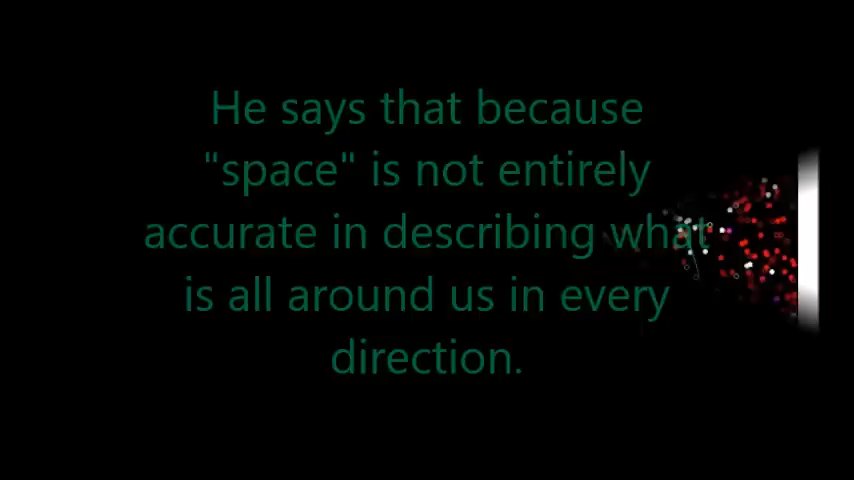 He says that because
"space" is not entirely
accurate in describing what
is all around us in every
direction.